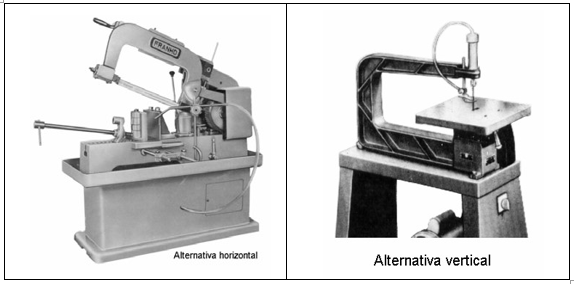 FRANHO
Alternativa horizontal
Alternativa vertical